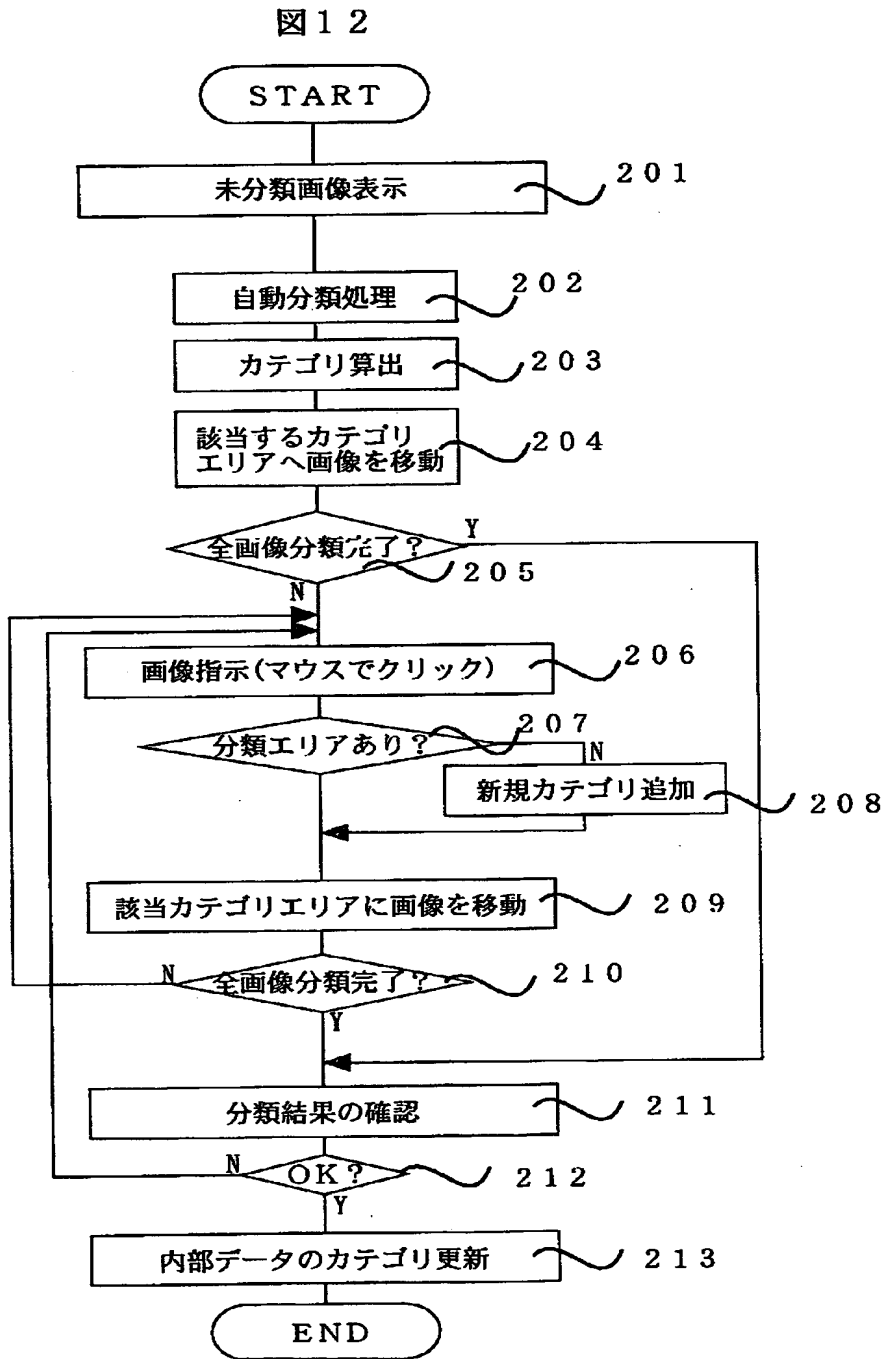 図12
START
未分類画像表示
201
自動分類処理
202
カテゴリ算出
203
該当するカテゴリ
エリアへ画像を移動
204
全画像分類完了?
Y
205
N
画像指示(マウスでクリック)
206
分類エリアあり?
207
N
新規カテゴリ追加
208
該当カテゴリエリアに画像を移動
209
全画像分類完了?
N
210
Y
分類結果の確認
211
OK?
N
212
Y
内部データのカテゴリ更新
213
END